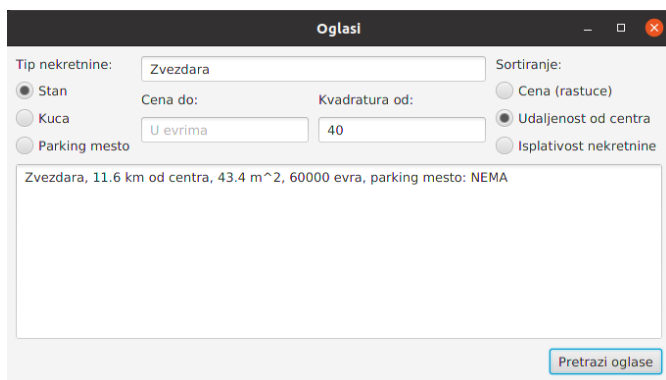 Oglasi
Tip nekretnine:
Stan
Kuca
Parking mesto
Zvezdara
Cena do:
U evrima
Kvadratura od:
40
Sortiranje:
Cena (rastuce)
Udaljenost od centra
Isplativost nekretnine
Zvezdara, 11.6 km od centra, 43.4 m^2, 60000 evra, parking mesto: NEMA
Pretrazi oglase